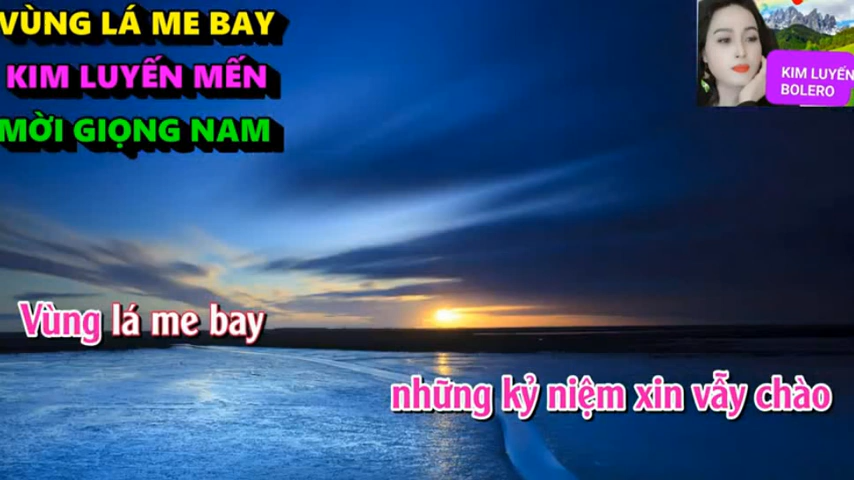 VÙNG LÁ ME BAY
KIM LUYẾN MẾN
MỜI GIỌNG NAM
KIM LUYẾN
BOLERO
Vùng lá me bay
những kỷ niệm xin vẫy chào